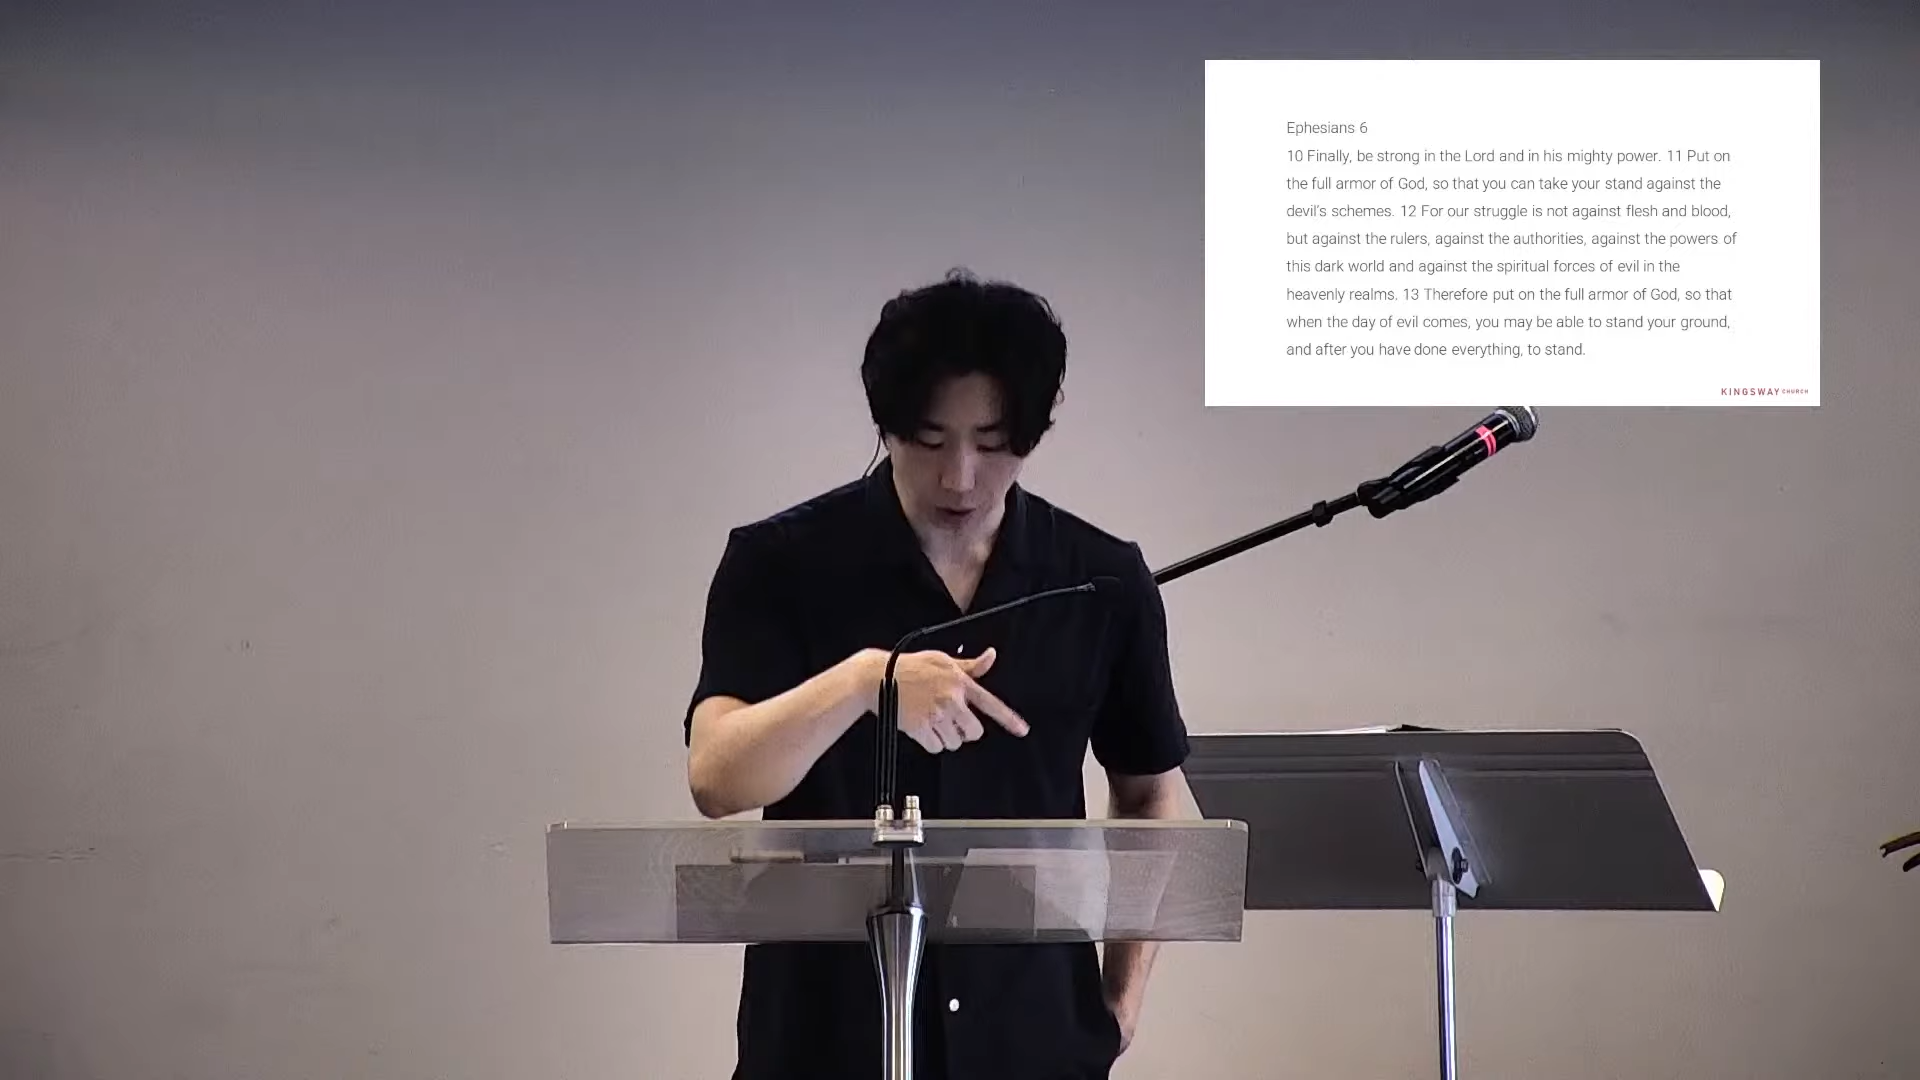 Ephesians 6
10 Finally, be strong in the Lord and in his mighty power. 11 Put on
the full armor of God, so that you can take your stand against the
devil's schemes. 12 For our struggle is not against flesh and blood,
but against the rulers, against the authorities, against the powers of
this dark world and against the spiritual forces of evil in the
heavenly realms. 13 Therefore put on the full armor of God, so that
when the day of evil comes, you may be able to stand your ground,
and after you have done everything, to stand.
KINGSWAY CHURCH